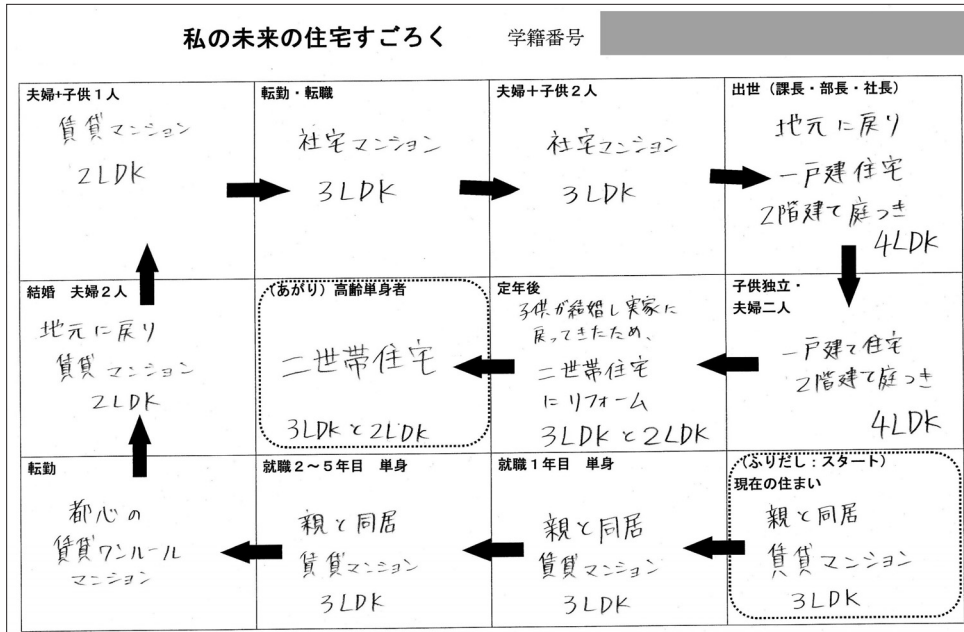 私の未来の住宅すごろく 学籍番号
夫婦+子供1人
賃貸マンション
2LDK
転勤・転職
社宅マンション
3LDK
夫婦+子供2人
社宅マンション
3LDK
出世（課長・部長・社長）
地元に戻り
一戸建住宅
2階建て庭つき
4LDK
結婚 夫婦2人
地元に戻り
賃貸マンション
2LDK
（あがり）高齢単身者
二世帯住宅
3LDKと2LDK
定年後
子供が結婚し実家に
戻ってきたため、
二世帯住宅
にリフォーム
3LDKと2LDK
子供独立・
夫婦二人
一戸建て住宅
2階建て庭つき
4LDK
転勤
都心の
賃貸ワンルール
マンション
就職2～5年目 単身
親と同居
賃貸マンション
3LDK
就職1年目 単身
親と同居
賃貸マンション
3LDK
（ふりだし：スタート）
現在の住まい
親と同居
賃貸マンション
3LDK